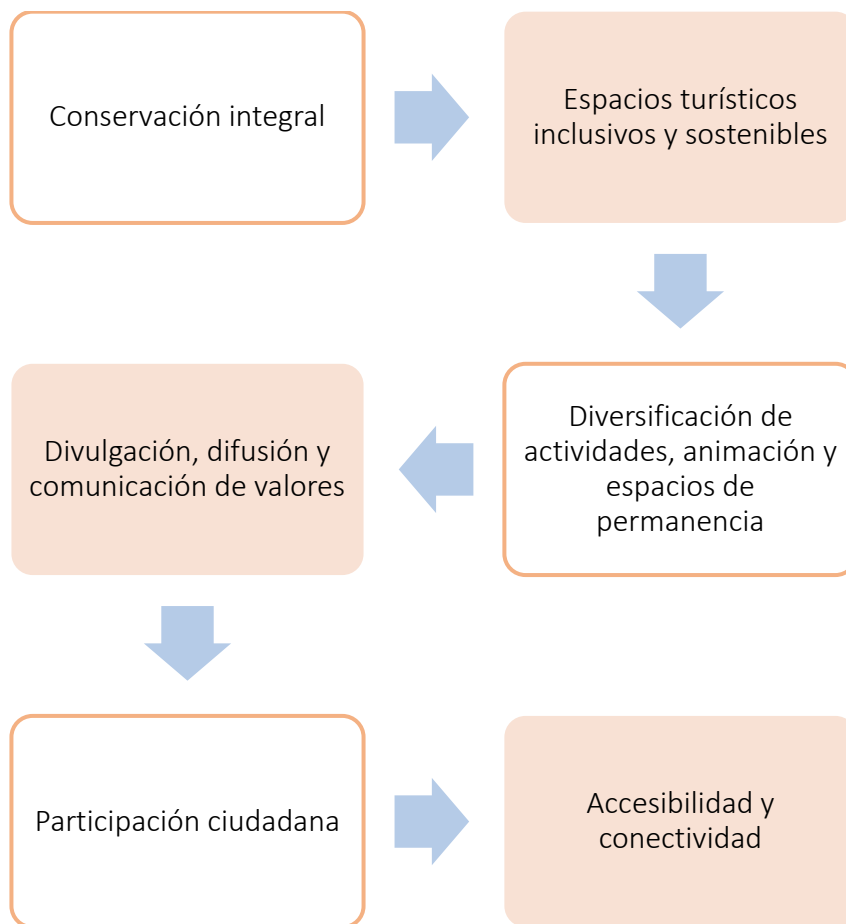 Conservación integral
Espacios turísticos
inclusivos y sostenibles
Diversificación de
actividades, animación y
espacios de
permanencia
Divulgación, difusión y
comunicación de valores
Participación ciudadana
Accesibilidad y
conectividad